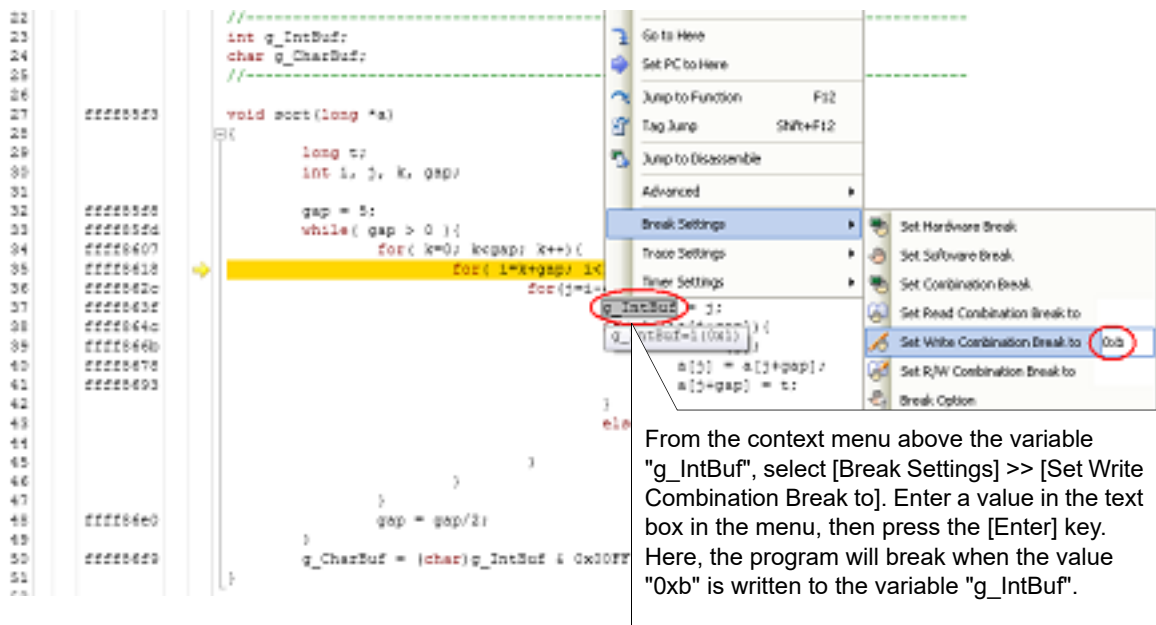 22 //------------------------------------------------
23 int g_IntBuf;
24 char g_CharBuf;
25 //------------------------------------------------
26
27 ffff85f3 void sort(long *a)
28 {
29 long t;
30 int i, j, k, gap;
31
32 ffff85f8 gap = 5;
33 ffff85fd while( gap > 0 ){
34 ffff8607 for( k=0; k<gap; k++){
35 ffff8618 for( i=k+gap; i<
36 ffff862c for(j=i-
37 ffff863f g_IntBuf = j;
38 ffff864c
39 ffff866b
40 ffff8678 a[j] = a[j+gap];
41 ffff8693 a[j+gap] = t;
42 }
43 els
44
45 }
46 }
47 }
48 ffff86e0 gap = gap/2;
49 }
50 ffff86f9 g_CharBuf = (char)g_IntBuf & 0x00FF
51 }
g_IntBuf=1(0x1)
Go to Here
Set PC to Here
Jump to Function F12
Tag Jump Shift+F12
Jump to Disassemble
Advanced
Break Settings
Trace Settings
Timer Settings
Set Hardware Break
Set Software Break
Set Combination Break
Set Read Combination Break to
Set Write Combination Break to 0xb
Set R/W Combination Break to
Break Option
From the context menu above the variable
"g_IntBuf", select [Break Settings] >> [Set Write
Combination Break to]. Enter a value in the text
box in the menu, then press the [Enter] key.
Here, the program will break when the value
"0xb" is written to the variable "g_IntBuf".